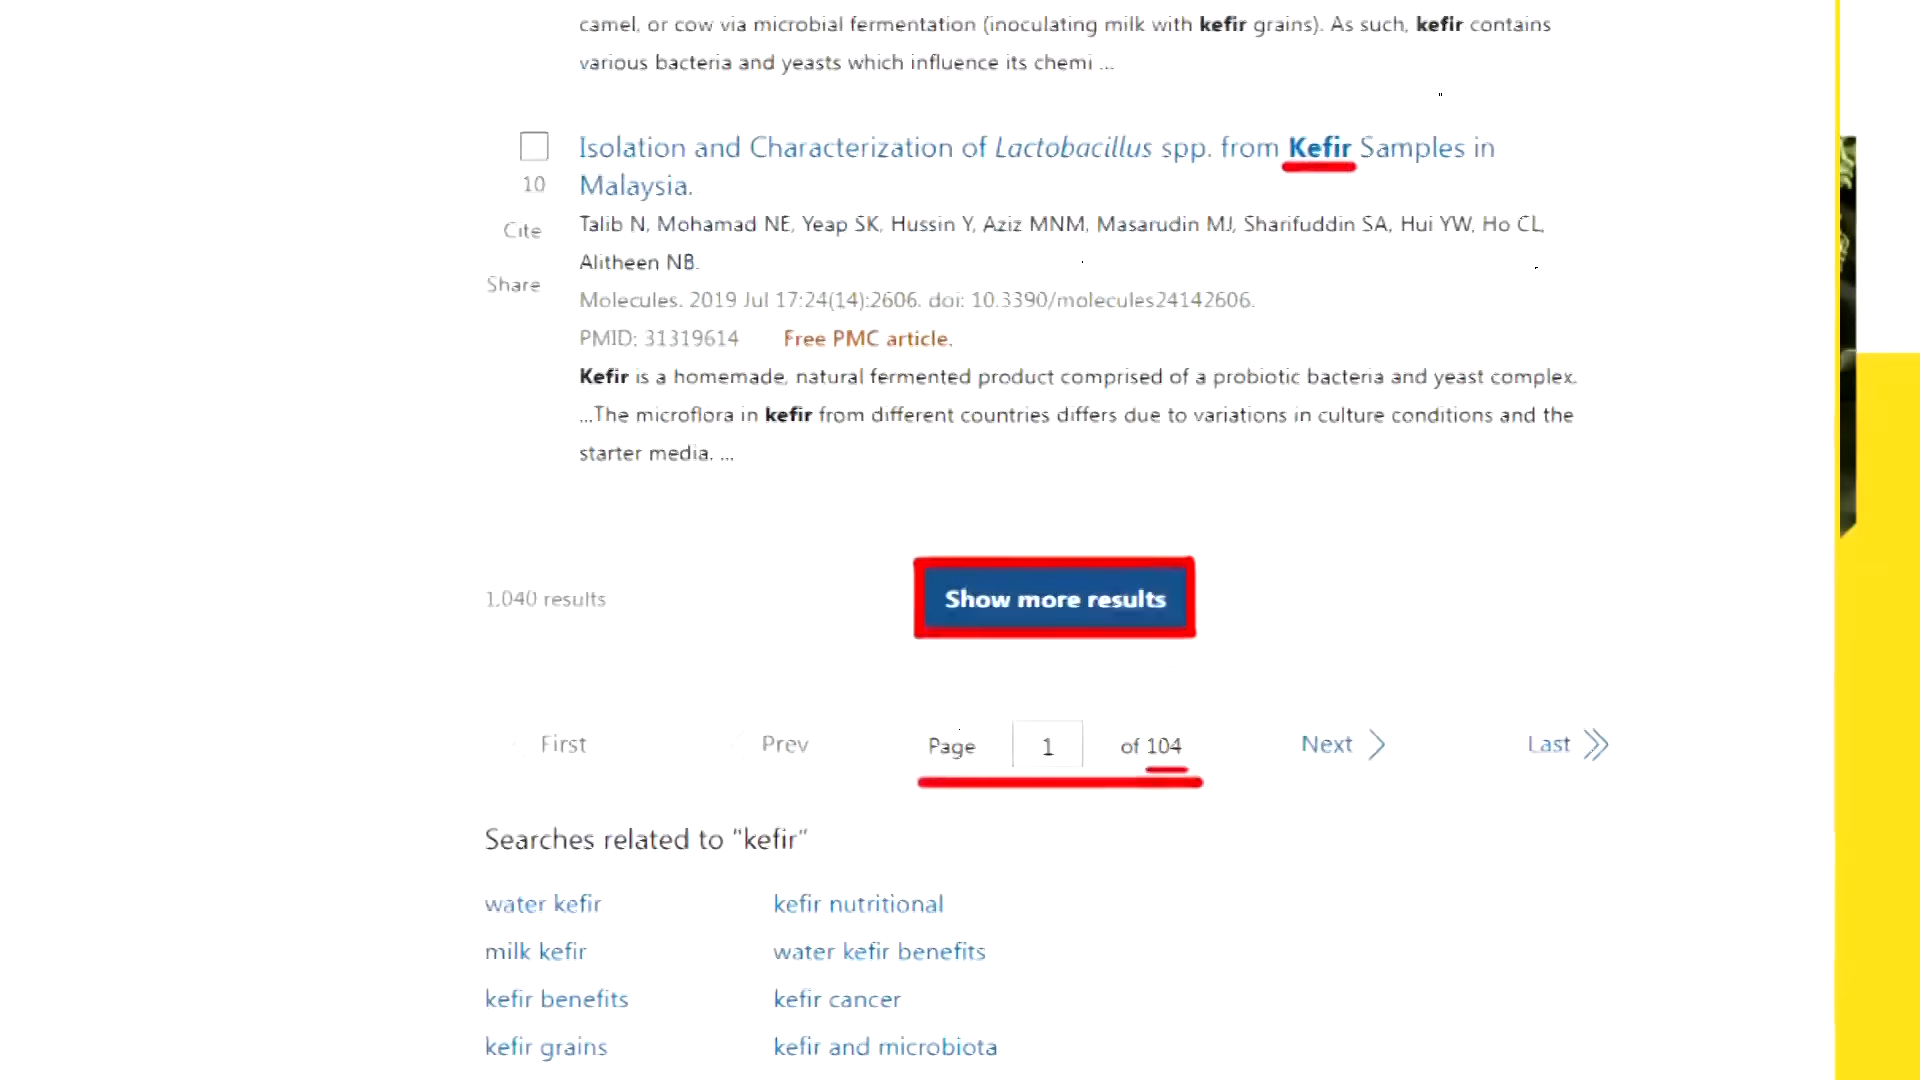 camel, or cow via microbial fermentation (inoculating milk with kefir grains). As such, kefir contains
various bacteria and yeasts which influence its chemi ...
Isolation and Characterization of Lactobacillus spp. from Kefir Samples in
10
Malaysia.
Talib N, Mohamad NE, Yeap SK, Hussin Y, Aziz MNM, Masarudin MJ, Sharifuddin SA, Hui YW, Ho CL,
Cite
Alitheen NB.
Share
Molecules. 2019 Jul 17;24(14):2606. doi: 10.3390/molecules24142606.
PMID: 31319614 Free PMC article.
Kefir is a homemade, natural fermented product comprised of a probiotic bacteria and yeast complex.
...The microflora in kefir from different countries differs due to variations in culture conditions and the
starter media. ...
1,040 results
Show more results
First Prev Page 1 of 104 Next Last
Searches related to "kefir"
water kefir kefir nutritional
milk kefir water kefir benefits
kefir benefits kefir cancer
kefir grains kefir and microbiota